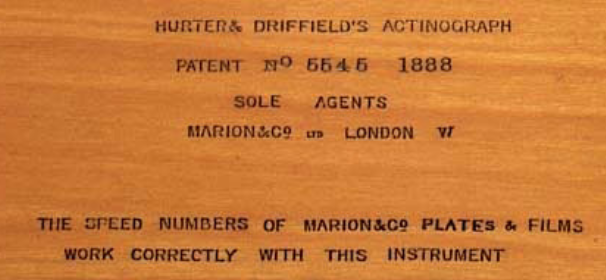 HURTER& DRIFFIELD'S ACTINOGRAPH
PATENT Nº 5545 1888
SOLE AGENTS
MARION&Cº LTD LONDON W
THE SPEED NUMBERS OF MARION&Cº PLATES & FILMS
WORK CORRECTLY WITH THIS INSTRUMENT